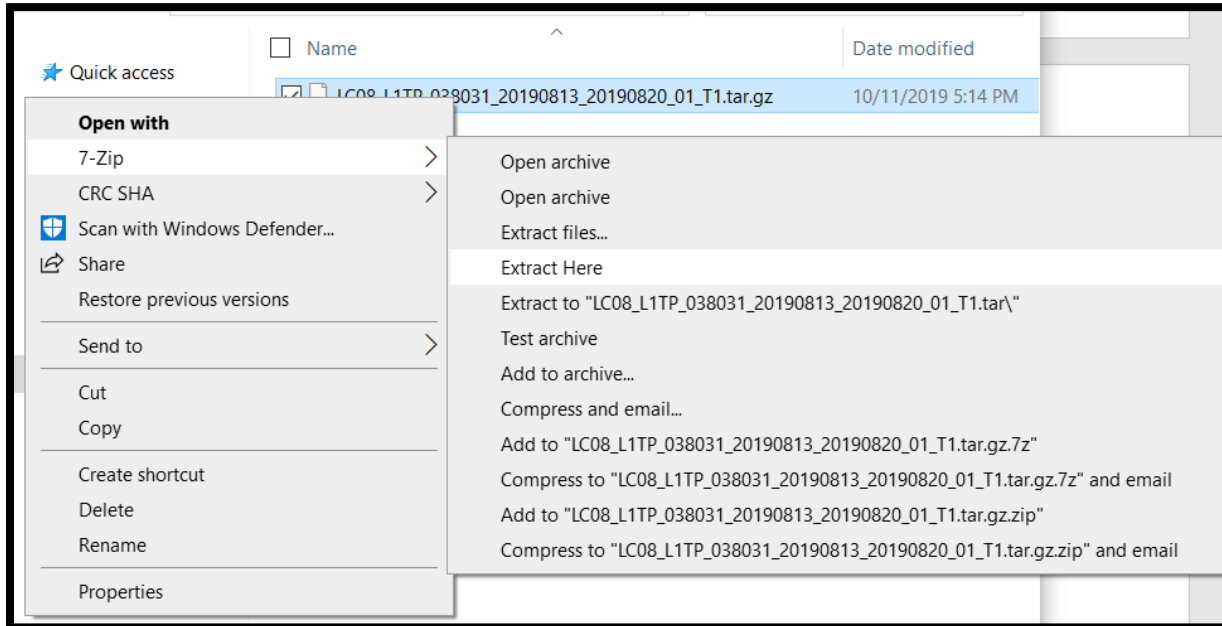 Name
Date modified
Quick access
LC08_L1TP_038031_20190813_20190820_01_T1.tar.gz
10/11/2019 5:14 PM
Open with
7-Zip
CRC SHA
Scan with Windows Defender...
Share
Restore previous versions
Send to
Cut
Copy
Create shortcut
Delete
Rename
Properties
Open archive
Open archive
Extract files...
Extract Here
Extract to "LC08_L1TP_038031_20190813_20190820_01_T1.tar\"
Test archive
Add to archive...
Compress and email...
Add to "LC08_L1TP_038031_20190813_20190820_01_T1.tar.gz.7z"
Compress to "LC08_L1TP_038031_20190813_20190820_01_T1.tar.gz.7z" and email
Add to "LC08_L1TP_038031_20190813_20190820_01_T1.tar.gz.zip"
Compress to "LC08_L1TP_038031_20190813_20190820_01_T1.tar.gz.zip" and email